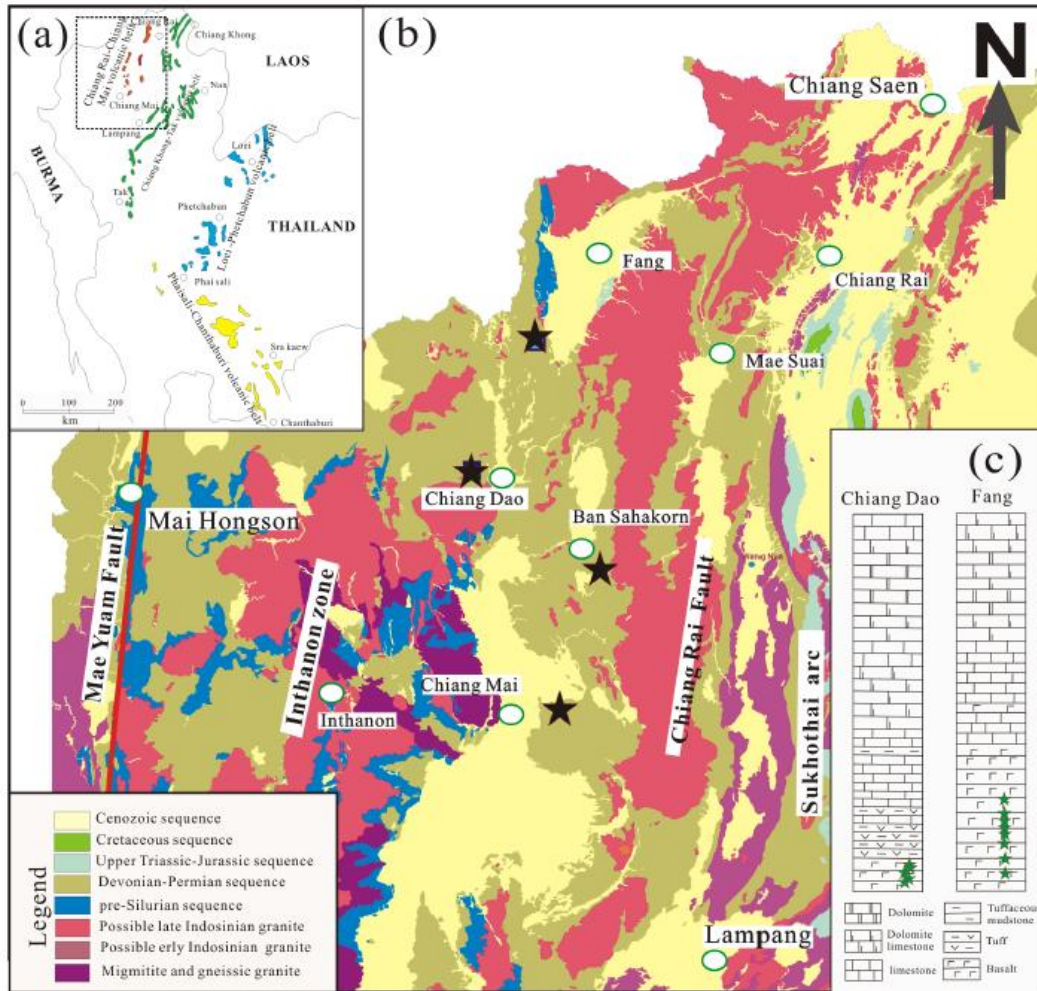 (a)
Chiang Rai
Chiang Khong
Chiang Rai-Chiang
Mai volcanic belt
LAOS
Nan
Chiang Mai
Lampang
Chiang Khong-Tak volcanic belt
BURMA
Tak
Loei
Loei-Phetchabun volcanic belt
Phetchabun
THAILAND
Phai sali
Phaisali-Chanthaburi volcanic belt
Sra kaew
Chanthaburi
0 100 200
km
(b)
N
Chiang Saen
Fang
Chiang Rai
Mae Suai
Chiang Dao
Ban Sahakorn
Mai Hongson
Mae Yuam Fault
Inthanon zone
Inthanon
Chiang Mai
Chiang Rai Fault
Sukhothai arc
Lampang
Legend
Cenozoic sequence
Cretaceous sequence
Upper Triassic-Jurassic sequence
Devonian-Permian sequence
pre-Silurian sequence
Possible late Indosinian granite
Possible erly Indosinian granite
Migmitite and gneissic granite
(c)
Chiang Dao
Fang
Dolomite
Dolomite
limestone
limestone
Tuffaceous
mudstone
Tuff
Basalt